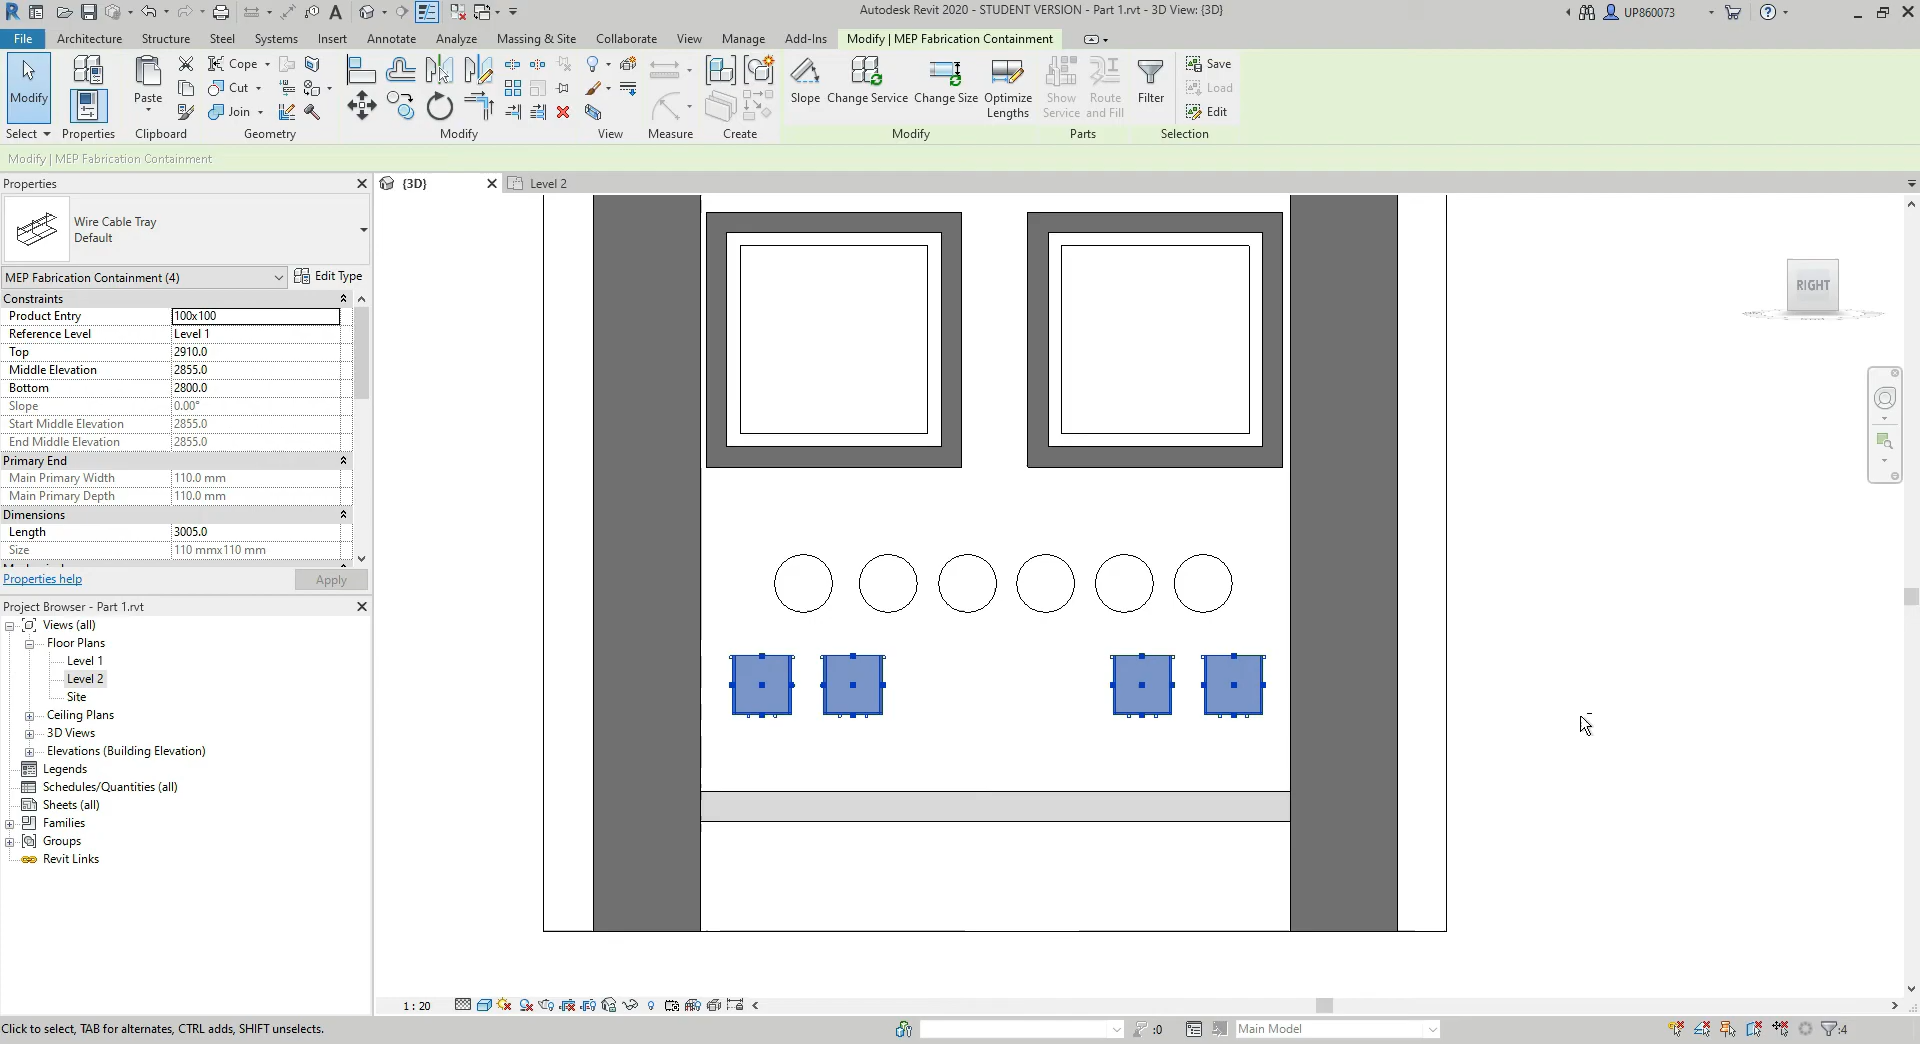 Autodesk Revit 2020 - STUDENT VERSION - Part 1.rvt - 3D View: {3D}
UP860073
File Architecture Structure Steel Systems Insert Annotate Analyze Massing & Site Collaborate View Manage Add-Ins Modify | MEP Fabrication Containment
Modify
Paste
Cope
Cut
Join
Slope Change Service Change Size Optimize Lengths Show Service Route and Fill Filter
Save
Load
Edit
Select Properties Clipboard Geometry Modify View Measure Create Modify Parts Selection
Modify | MEP Fabrication Containment
Properties
{3D} Level 2
Wire Cable Tray
Default
MEP Fabrication Containment (4) Edit Type
Constraints
Product Entry 100x100
Reference Level Level 1
Top 2910.0
Middle Elevation 2855.0
Bottom 2800.0
Slope 0.00°
Start Middle Elevation 2855.0
End Middle Elevation 2855.0
Primary End
Main Primary Width 110.0 mm
Main Primary Depth 110.0 mm
Dimensions
Length 3005.0
Size 110 mmx110 mm
Properties help Apply
Project Browser - Part 1.rvt
Views (all)
Floor Plans
Level 1
Level 2
Site
Ceiling Plans
3D Views
Elevations (Building Elevation)
Legends
Schedules/Quantities (all)
Sheets (all)
Families
Groups
Revit Links
RIGHT
1 : 20
Click to select, TAB for alternates, CTRL adds, SHIFT unselects.
:0
Main Model
:4